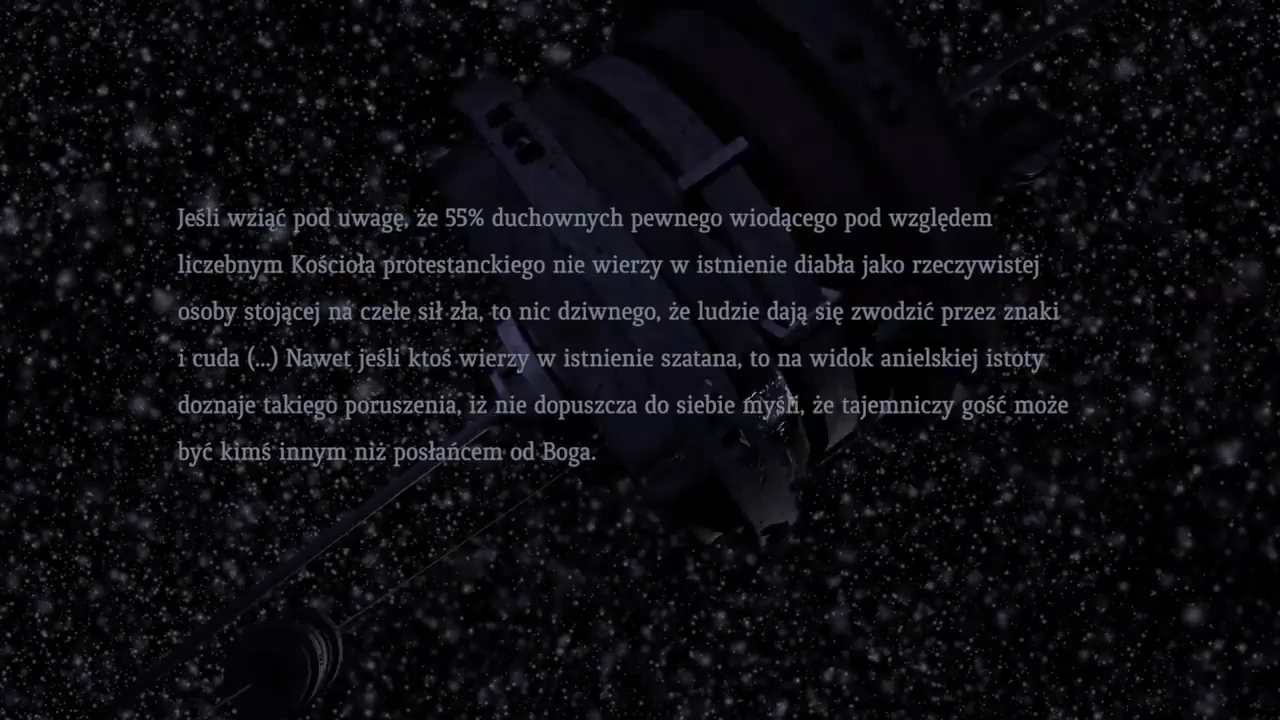 Jeśli wziąć pod uwagę, że 55% duchownych pewnego wiodącego pod względem
liczebnym Kościoła protestanckiego nie wierzy w istnienie diabła jako rzeczywistej
osoby stojącej na czele sił zła, to nic dziwnego, że ludzie dają się zwodzić przez znaki
i cuda (...) Nawet jeśli ktoś wierzy w istnienie szatana, to na widok anielskiej istoty
doznaje takiego poruszenia, iż nie dopuszcza do siebie myśli, że tajemniczy gość może
być kimś innym niż posłańcem od Boga.